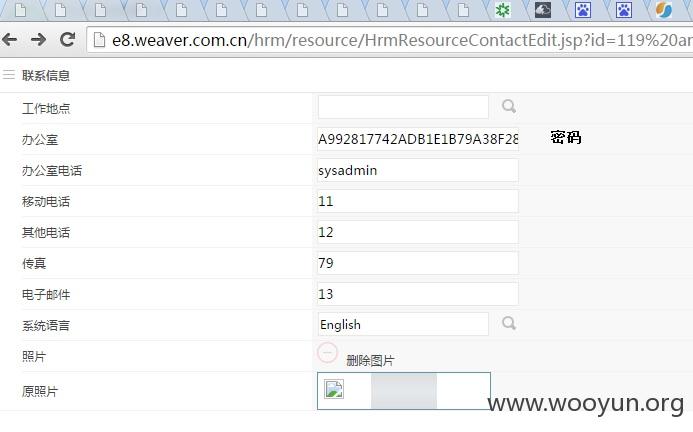 e8.weaver.com.cn/hrm/resource/HrmResourceContactEdit.jsp?id=119%20ar
联系信息
工作地点
办公室 A992817742ADB1E1B79A38F28 密码
办公室电话 sysadmin
移动电话 11
其他电话 12
传真 79
电子邮件 13
系统语言 English
照片 删除图片
原照片
www.wooyun.org